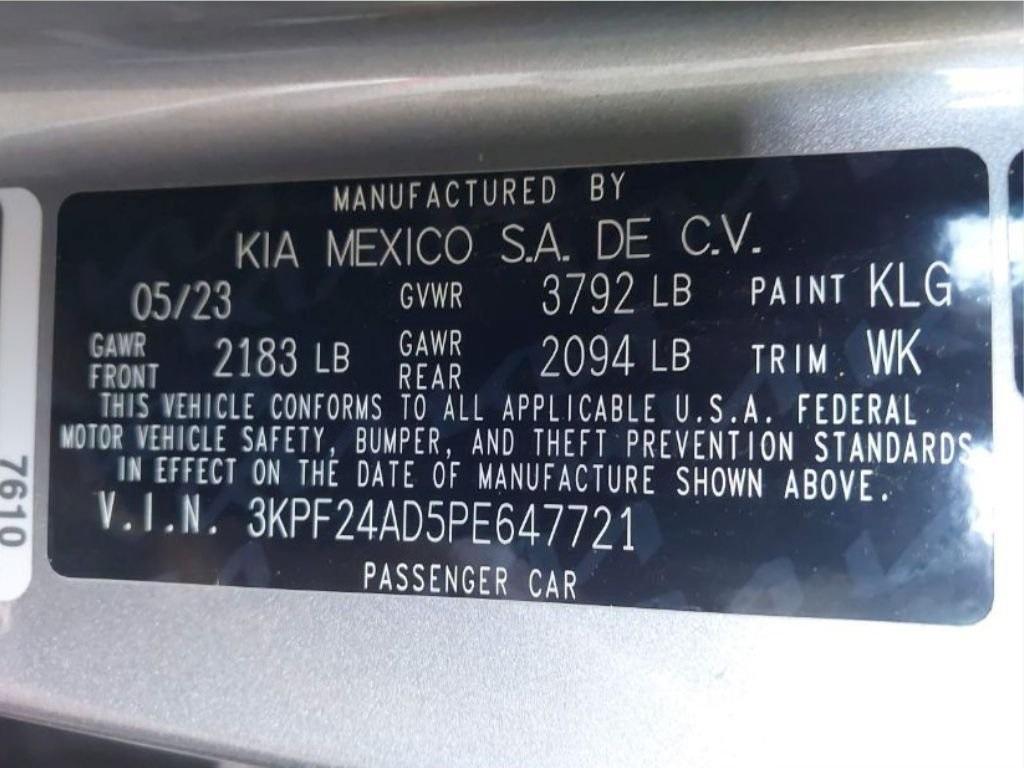 MANUFACTURED BY
KIA MEXICO S.A. DE C.V.
05/23 GVWR 3792 LB PAINT KLG
GAWR FRONT 2183 LB GAWR REAR 2094 LB TRIM WK
THIS VEHICLE CONFORMS TO ALL APPLICABLE U.S.A. FEDERAL
MOTOR VEHICLE SAFETY, BUMPER, AND THEFT PREVENTION STANDARDS
IN EFFECT ON THE DATE OF MANUFACTURE SHOWN ABOVE.
V.I.N. 3KPF24AD5PE647721
PASSENGER CAR
7610